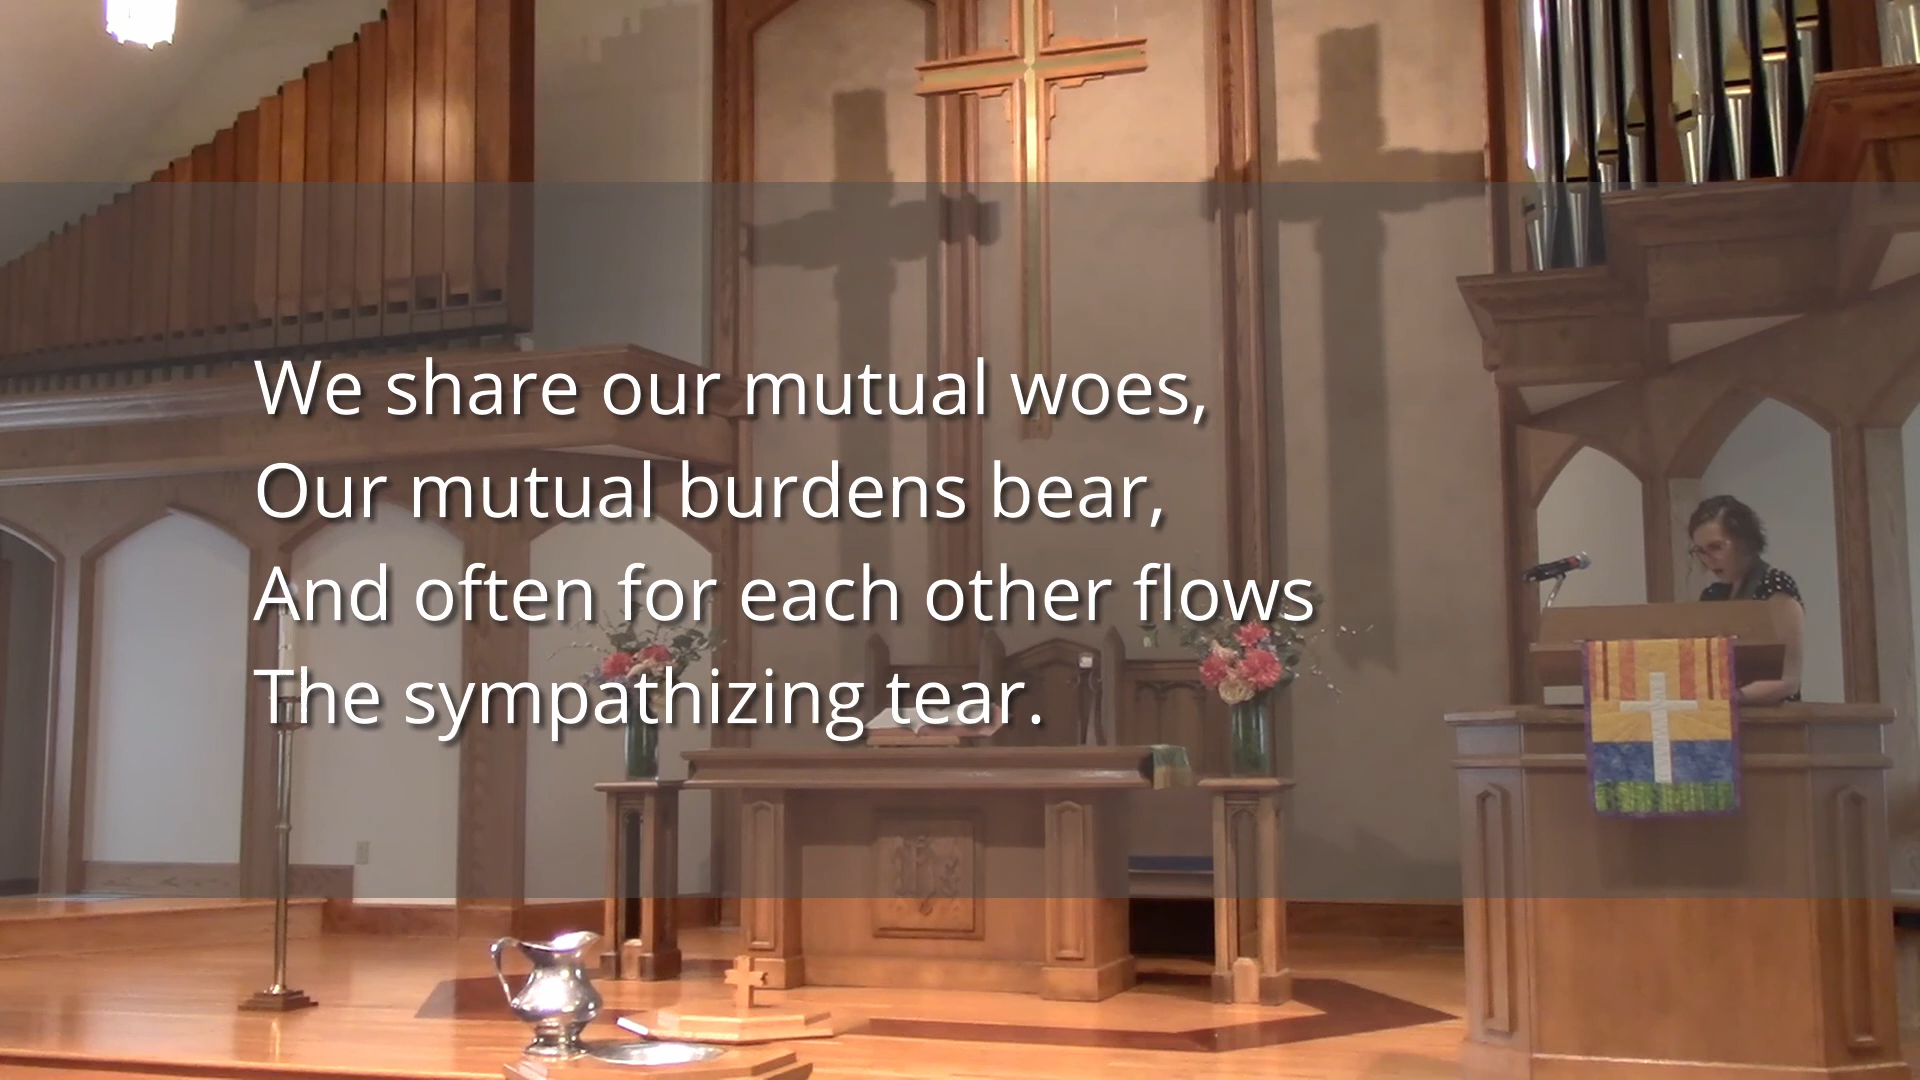 We share our mutual woes,
Our mutual burdens bear,
And often for each other flows
The sympathizing tear.